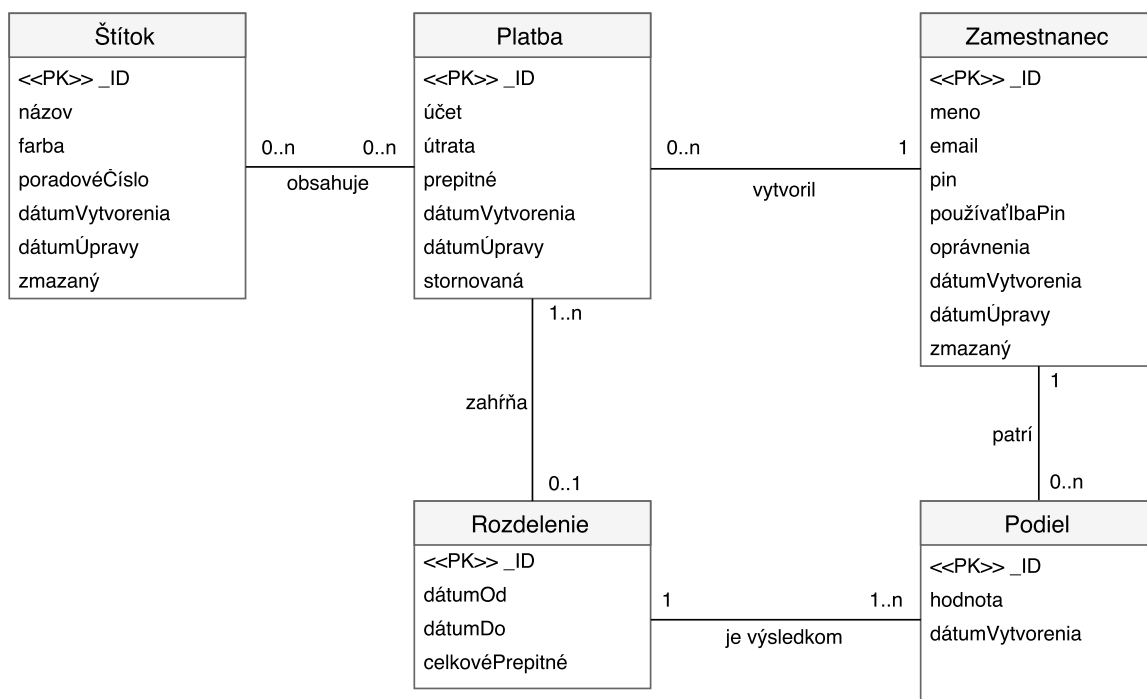 Štítok
<<PK>> _ID
názov
farba
poradovéČíslo
dátumVytvorenia
dátumÚpravy
zmazaný
0..n
0..n
obsahuje
Platba
<<PK>> _ID
účet
útrata
prepitné
dátumVytvorenia
dátumÚpravy
stornovaná
0..n
1
vytvoril
Zamestnanec
<<PK>> _ID
meno
email
pin
používaťIbaPin
oprávnenia
dátumVytvorenia
dátumÚpravy
zmazaný
1..n
zahŕňa
0..1
1
patrí
0..n
Rozdelenie
<<PK>> _ID
dátumOd
dátumDo
celkovéPrepitné
1
1..n
je výsledkom
Podiel
<<PK>> _ID
hodnota
dátumVytvorenia